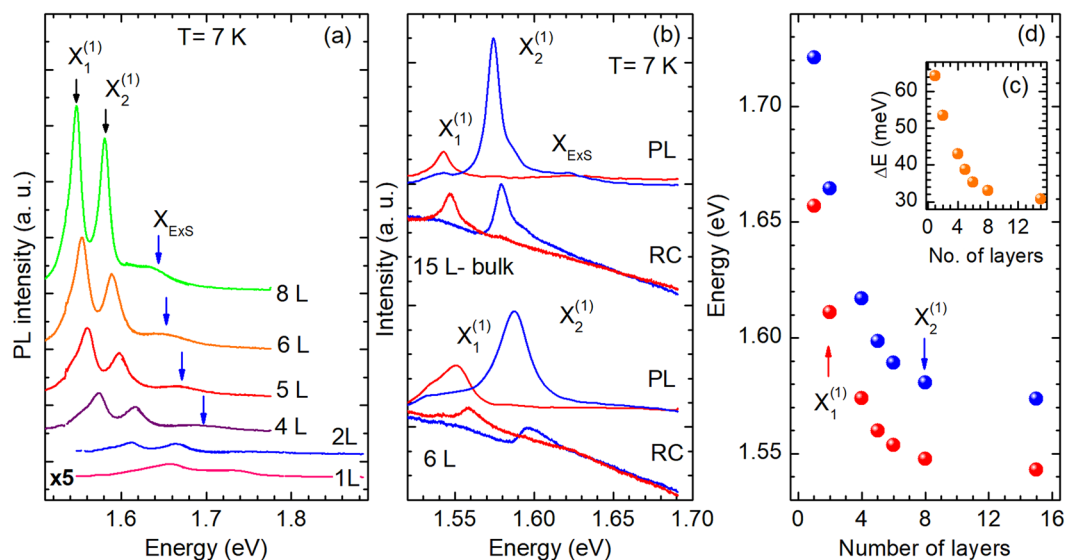 T= 7 K
(a)
X₁⁽¹⁾
X₂⁽¹⁾
X_ExS
8 L
6 L
5 L
4 L
2L
x5
1L
1.6
1.7
1.8
Energy (eV)
PL intensity (a. u.)
(b)
X₂⁽¹⁾
T= 7 K
X₁⁽¹⁾
X_ExS
PL
RC
15 L- bulk
X₁⁽¹⁾
X₂⁽¹⁾
PL
RC
6 L
1.55
1.60
1.65
1.70
Energy (eV)
Intensity (a. u.)
(d)
(c)
60
50
40
30
ΔE (meV)
0
4
8
12
16
No. of layers
1.70
1.65
1.60
1.55
Energy (eV)
X₂⁽¹⁾
X₁⁽¹⁾
0
4
8
12
16
Number of layers